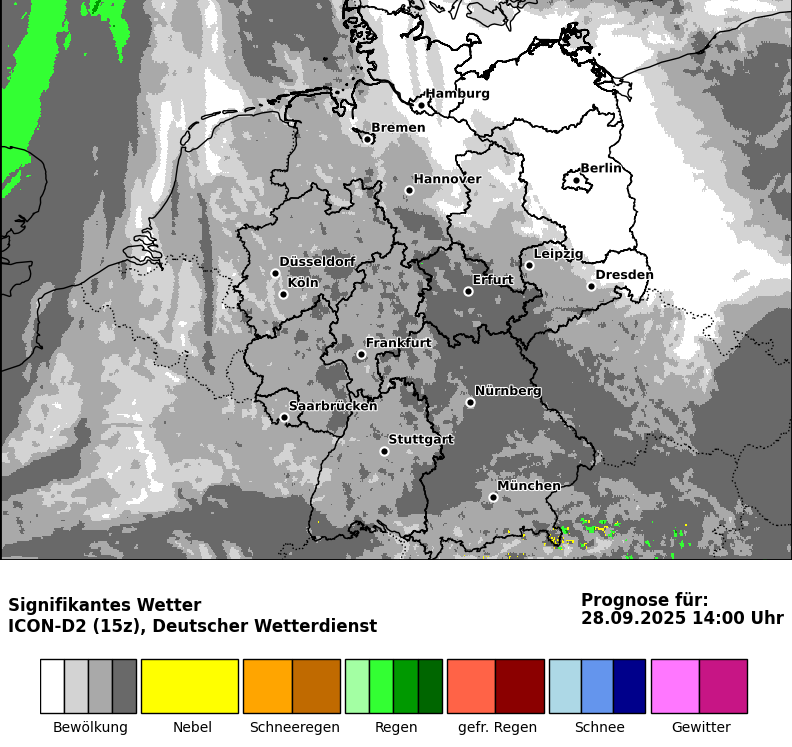 Hamburg
Bremen
Berlin
Hannover
Leipzig
Düsseldorf
Dresden
Köln
Erfurt
Frankfurt
Nürnberg
Saarbrücken
Stuttgart
München
Signifikantes Wetter
ICON-D2 (15z), Deutscher Wetterdienst
Prognose für:
28.09.2025 14:00 Uhr
Bewölkung Nebel Schneeregen Regen gefr. Regen Schnee Gewitter